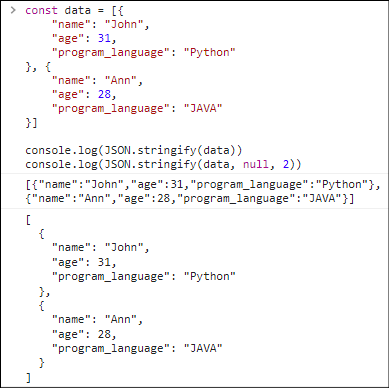 > const data = [{
    "name": "John",
    "age": 31,
    "program_language": "Python"
}, {
    "name": "Ann",
    "age": 28,
    "program_language": "JAVA"
}]

console.log(JSON.stringify(data))
console.log(JSON.stringify(data, null, 2))
[{"name":"John","age":31,"program_language":"Python"},
{"name":"Ann","age":28,"program_language":"JAVA"}]
[
  {
    "name": "John",
    "age": 31,
    "program_language": "Python"
  },
  {
    "name": "Ann",
    "age": 28,
    "program_language": "JAVA"
  }
]